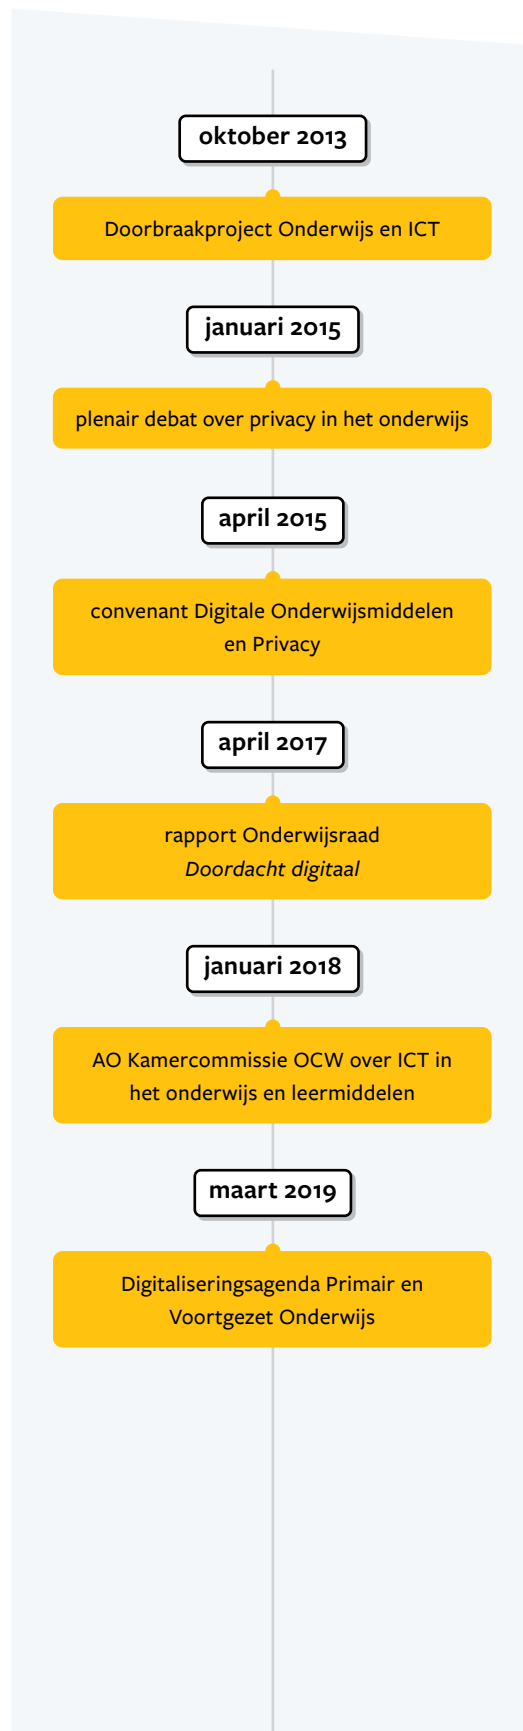 oktober 2013
Doorbraakproject Onderwijs en ICT
januari 2015
plenair debat over privacy in het onderwijs
april 2015
convenant Digitale Onderwijsmiddelen
en Privacy
april 2017
rapport Onderwijsraad
Doordacht digitaal
januari 2018
AO Kamercommissie OCW over ICT in
het onderwijs en leermiddelen
maart 2019
Digitaliseringsagenda Primair en
Voortgezet Onderwijs